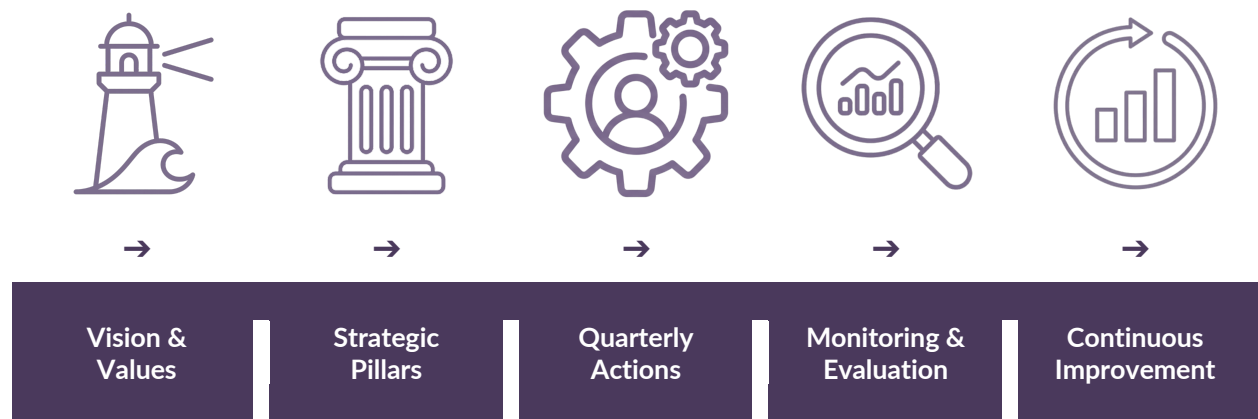 Vision &
Values
Strategic
Pillars
Quarterly
Actions
Monitoring &
Evaluation
Continuous
Improvement